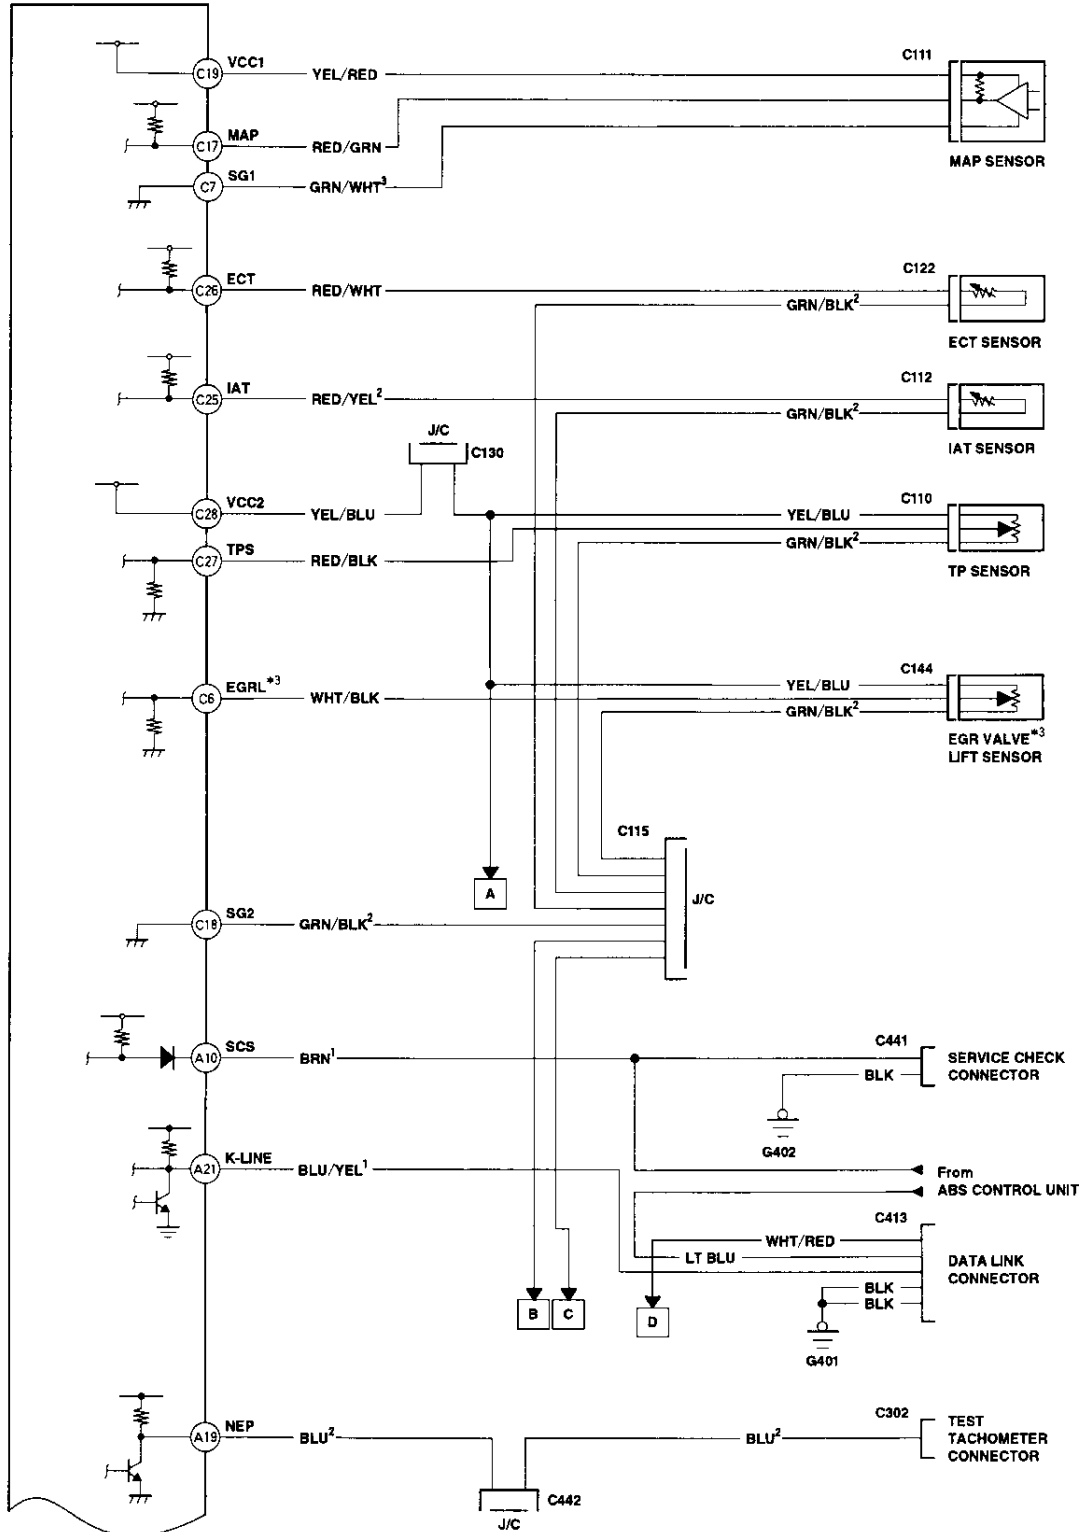 C19 VCC1 YEL/RED C111
C17 MAP RED/GRN
MAP SENSOR
C7 SG1 GRN/WHT3
C26 ECT RED/WHT C122
GRN/BLK2
ECT SENSOR
C25 IAT RED/YEL2 C112
GRN/BLK2
IAT SENSOR
J/C
C130
C28 VCC2 YEL/BLU YEL/BLU C110
C27 TPS RED/BLK GRN/BLK2
TP SENSOR
C6 EGRL*3 WHT/BLK YEL/BLU C144
GRN/BLK2
EGR VALVE*3
LIFT SENSOR
C115
A
J/C
C18 SG2 GRN/BLK2
A10 SCS BRN1 C441
SERVICE CHECK
CONNECTOR
BLK
G402
A21 K-LINE BLU/YEL1
From
ABS CONTROL UNIT
C413
WHT/RED
LT BLU
DATA LINK
CONNECTOR
BLK
BLK
B
C
D
G401
A19 NEP BLU2 BLU2 C302
TEST
TACHOMETER
CONNECTOR
C442
J/C